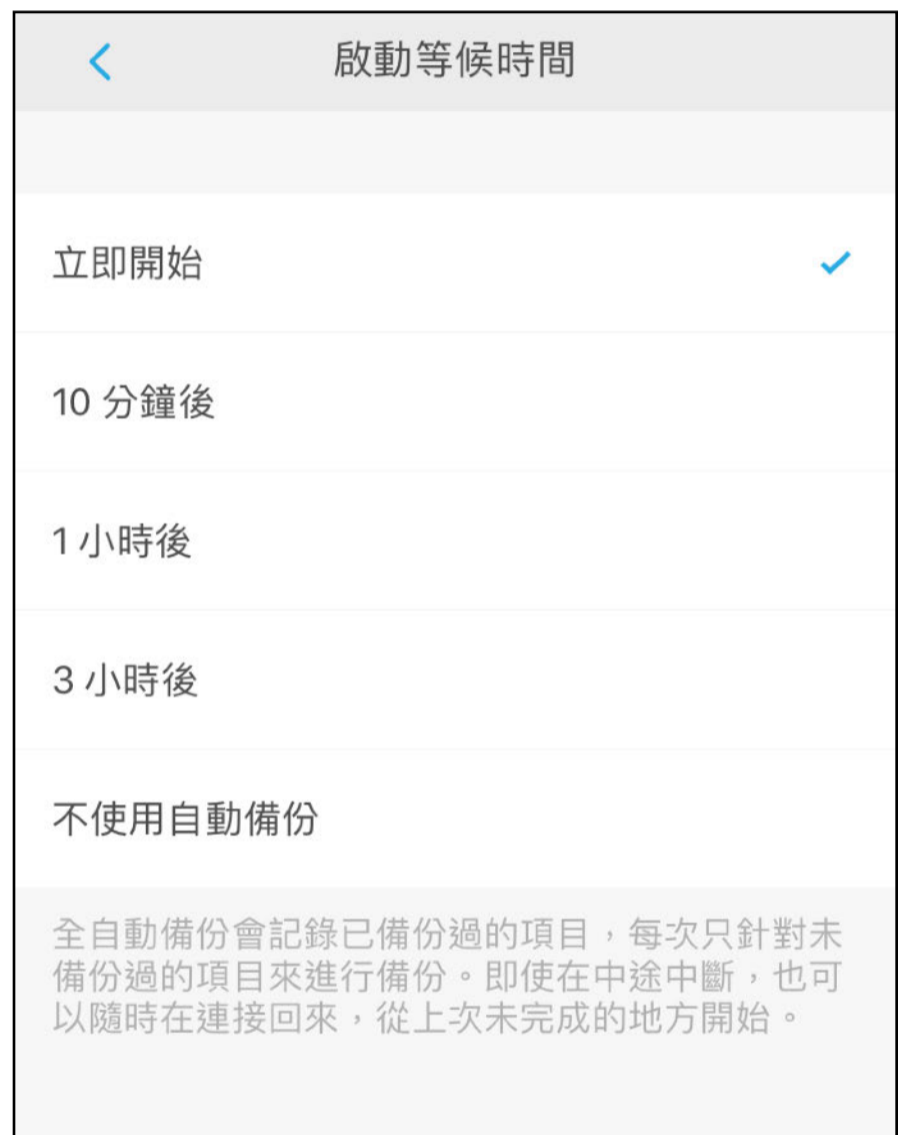 啟動等候時間
立即開始
10 分鐘後
1 小時後
3 小時後
不使用自動備份
全自動備份會記錄已備份過的項目，每次只針對未
備份過的項目來進行備份。即使在中途中斷，也可
以隨時在連接回來，從上次未完成的地方開始。